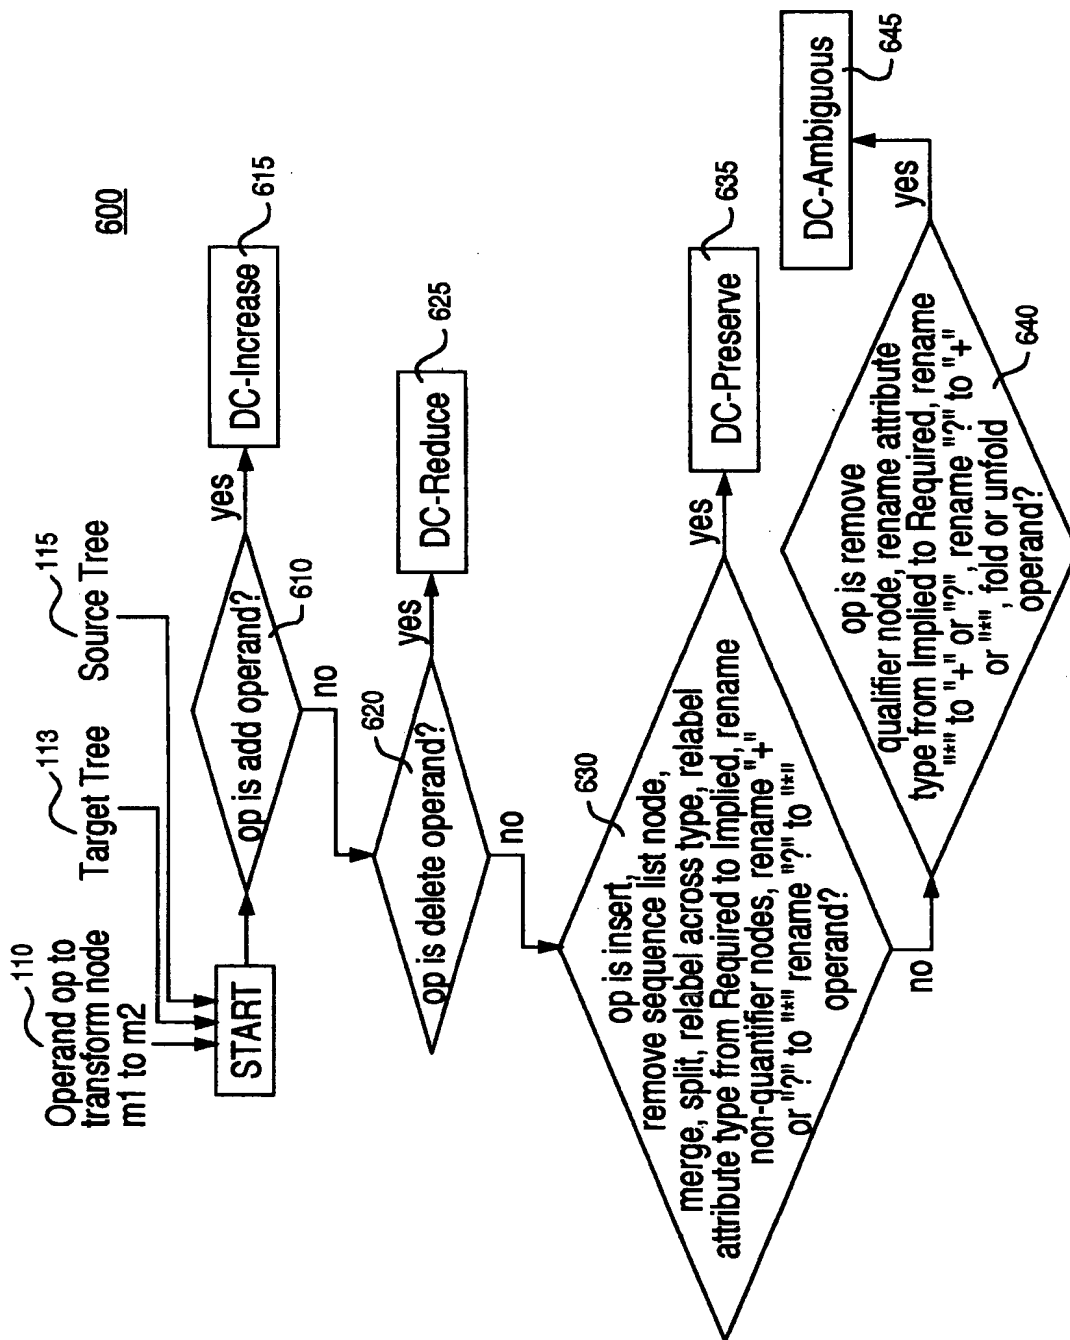 600
110
Operand op to
transform node
m1 to m2
113
Target Tree
115
Source Tree
START
op is add operand?
610
yes
DC-Increase
615
no
op is delete operand?
620
yes
DC-Reduce
625
no
op is insert,
remove sequence list node,
merge, split, relabel across type, relabel
attribute type from Required to Implied, rename
non-quantifier nodes, rename "+"
or "?" to "*" rename "?" to "*"
operand?
630
yes
DC-Preserve
635
no
op is remove
qualifier node, rename attribute
type from Implied to Required, rename
"*" to "+" or "?", rename "?" to "+"
or "*", fold or unfold
operand?
640
yes
DC-Ambiguous
645